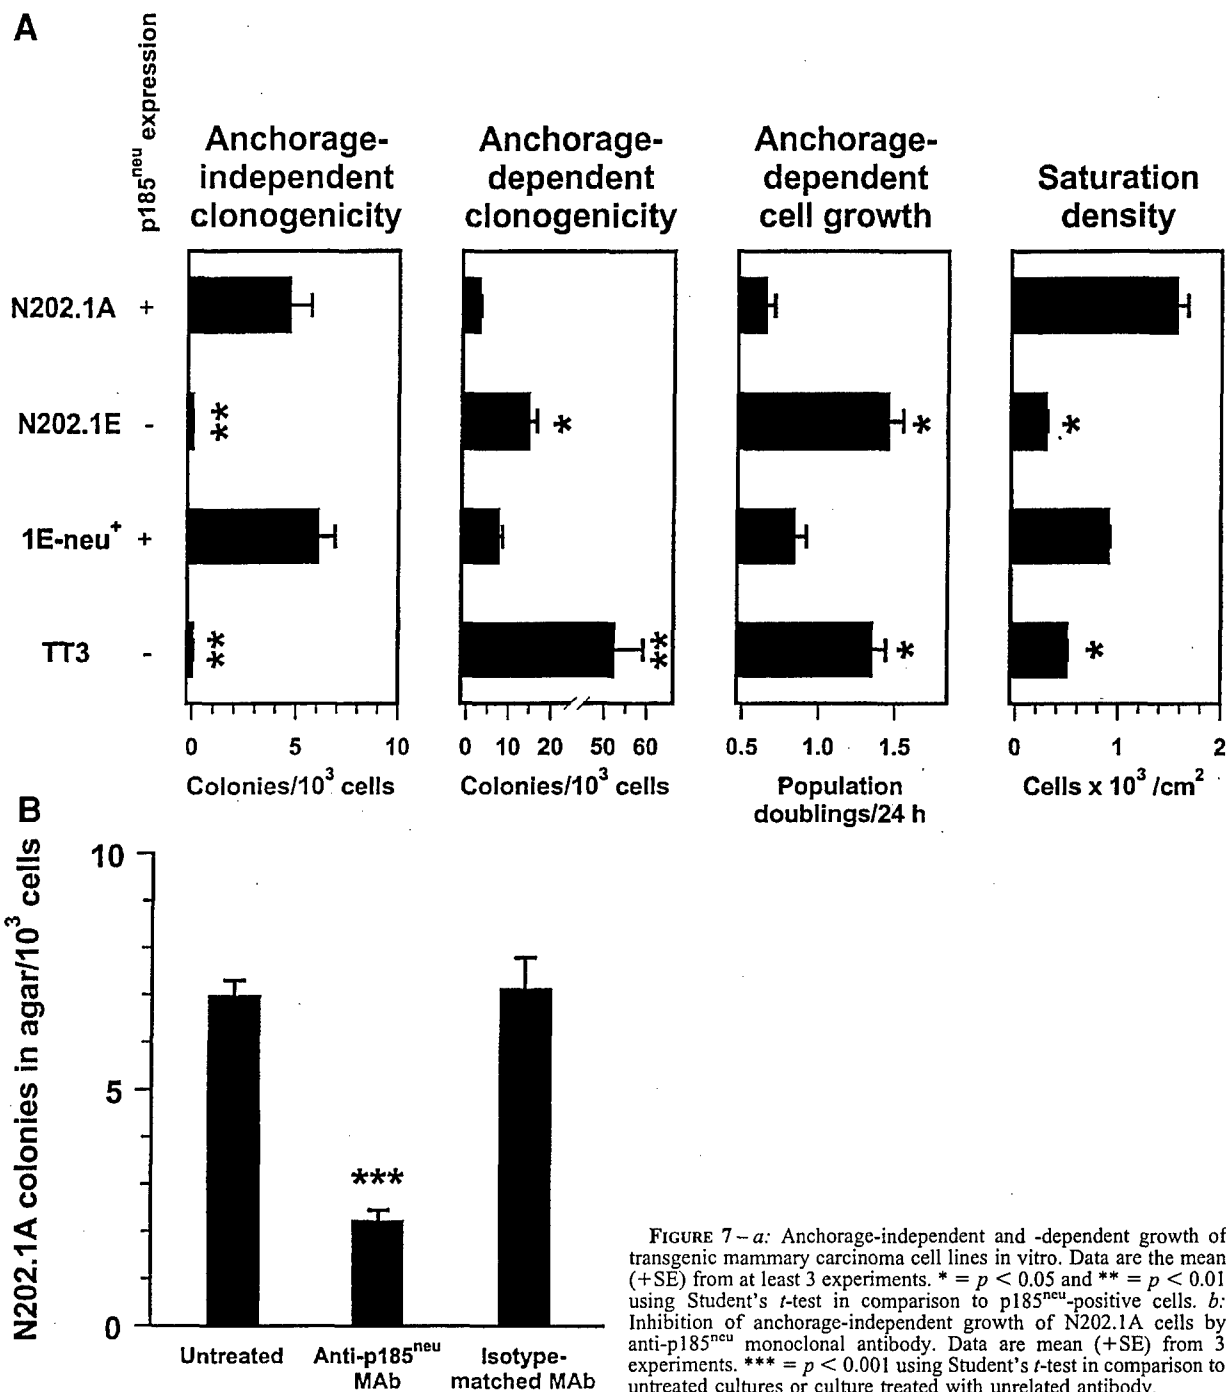 A
p185neu expression
Anchorage-
independent
clonogenicity
Anchorage-
dependent
clonogenicity
Anchorage-
dependent
cell growth
Saturation
density
N202.1A +
N202.1E -
** * * *
1E-neu+ +
TT3 -
** ** * *
0 5 10
0 10 20 50 60
0.5 1.0 1.5
0 1 2
Colonies/103 cells
Colonies/103 cells
Population
doublings/24 h
Cells x 103 /cm2
B
N202.1A colonies in agar/103 cells
10
5
0
***
Untreated
Anti-p185neu
MAb
Isotype-
matched MAb
FIGURE 7 – a: Anchorage-independent and -dependent growth of
transgenic mammary carcinoma cell lines in vitro. Data are the mean
(+SE) from at least 3 experiments. * = p < 0.05 and ** = p < 0.01
using Student's t-test in comparison to p185neu-positive cells. b:
Inhibition of anchorage-independent growth of N202.1A cells by
anti-p185neu monoclonal antibody. Data are mean (+SE) from 3
experiments. *** = p < 0.001 using Student's t-test in comparison to
untreated cultures or culture treated with unrelated antibody.